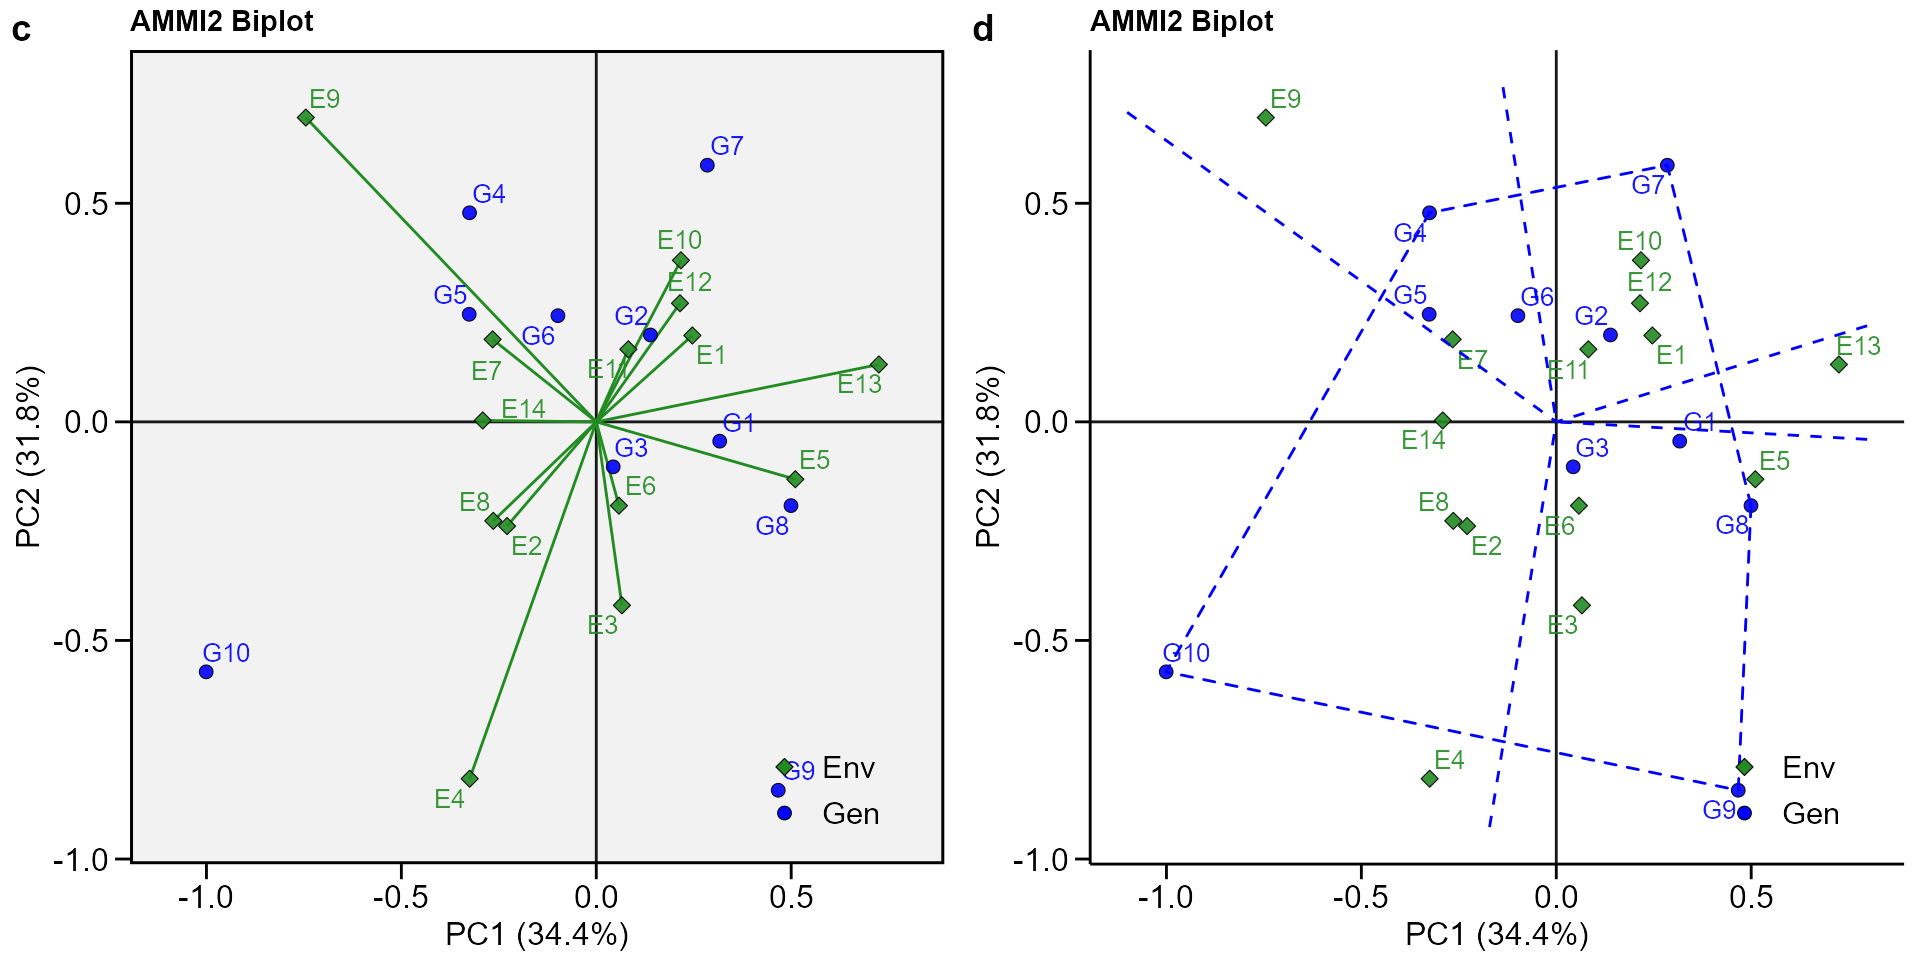 c
AMMI2 Biplot
E9
G7
G4
0.5
E10
E12
G5
G2
G6
E1
E11
E7
E13
E14
0.0
G1
G3
E5
E6
E8
G8
E2
E3
-0.5
G10
G9
Env
E4
Gen
-1.0
-1.0
-0.5
0.0
0.5
PC1 (34.4%)
PC2 (31.8%)
d
AMMI2 Biplot
E9
G7
0.5
G4
E10
E12
G5
G6
G2
E13
E1
E7
E11
0.0
G1
E14
G3
E5
E8
G8
E6
E2
E3
-0.5
G10
E4
Env
G9
Gen
-1.0
-1.0
-0.5
0.0
0.5
PC1 (34.4%)
PC2 (31.8%)